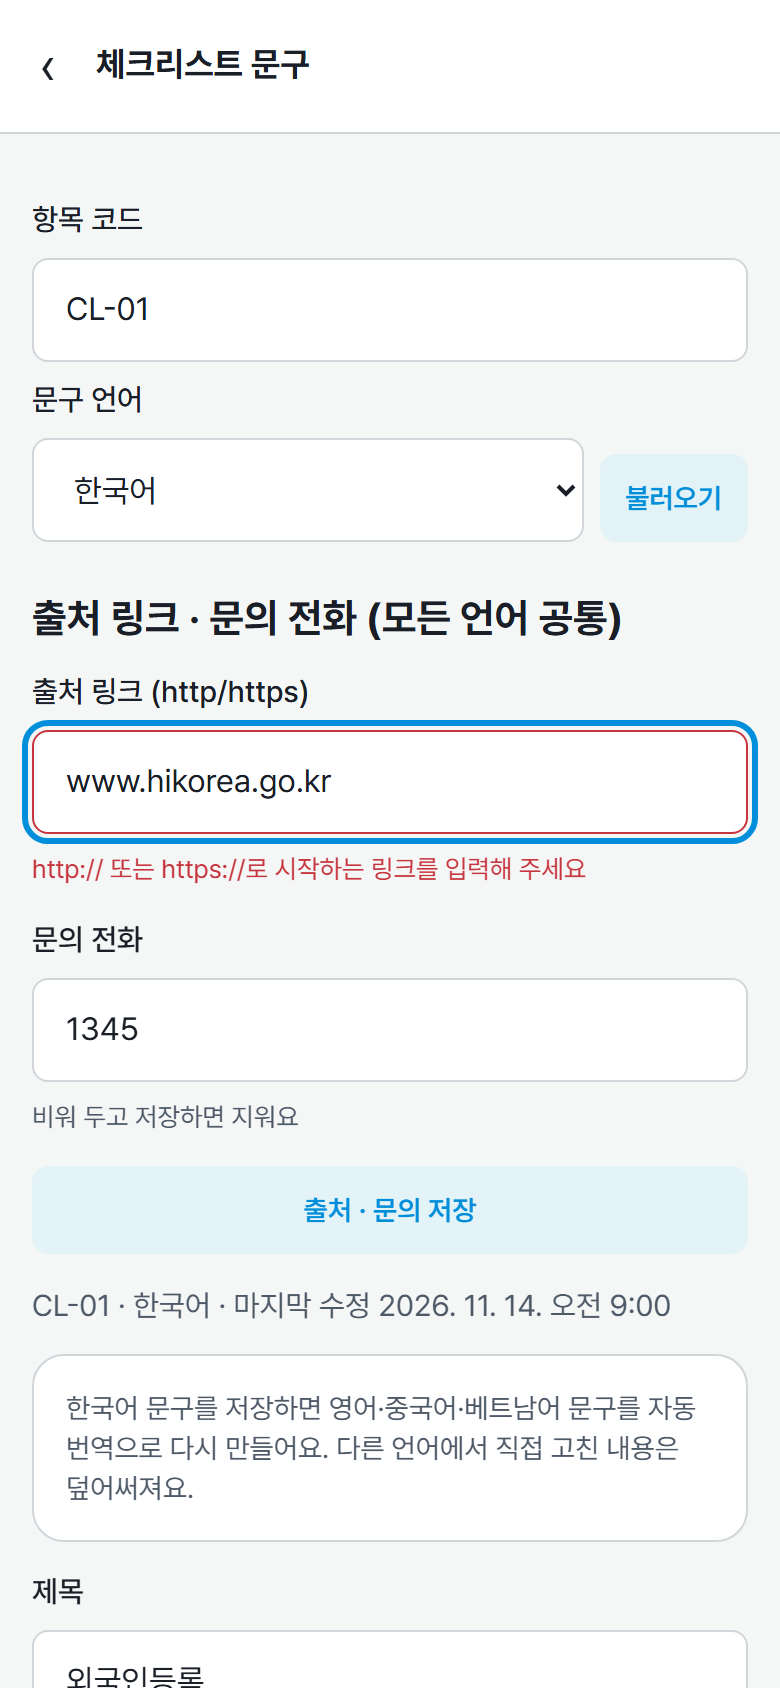 체크리스트 문구
항목 코드
CL-01
문구 언어
한국어
불러오기
출처 링크 · 문의 전화 (모든 언어 공통)
출처 링크 (http/https)
www.hikorea.go.kr
http:// 또는 https://로 시작하는 링크를 입력해 주세요
문의 전화
1345
비워 두고 저장하면 지워요
출처 · 문의 저장
CL-01 · 한국어 · 마지막 수정 2026. 11. 14. 오전 9:00
한국어 문구를 저장하면 영어·중국어·베트남어 문구를 자동
번역으로 다시 만들어요. 다른 언어에서 직접 고친 내용은
덮어써져요.
제목
외국인등록